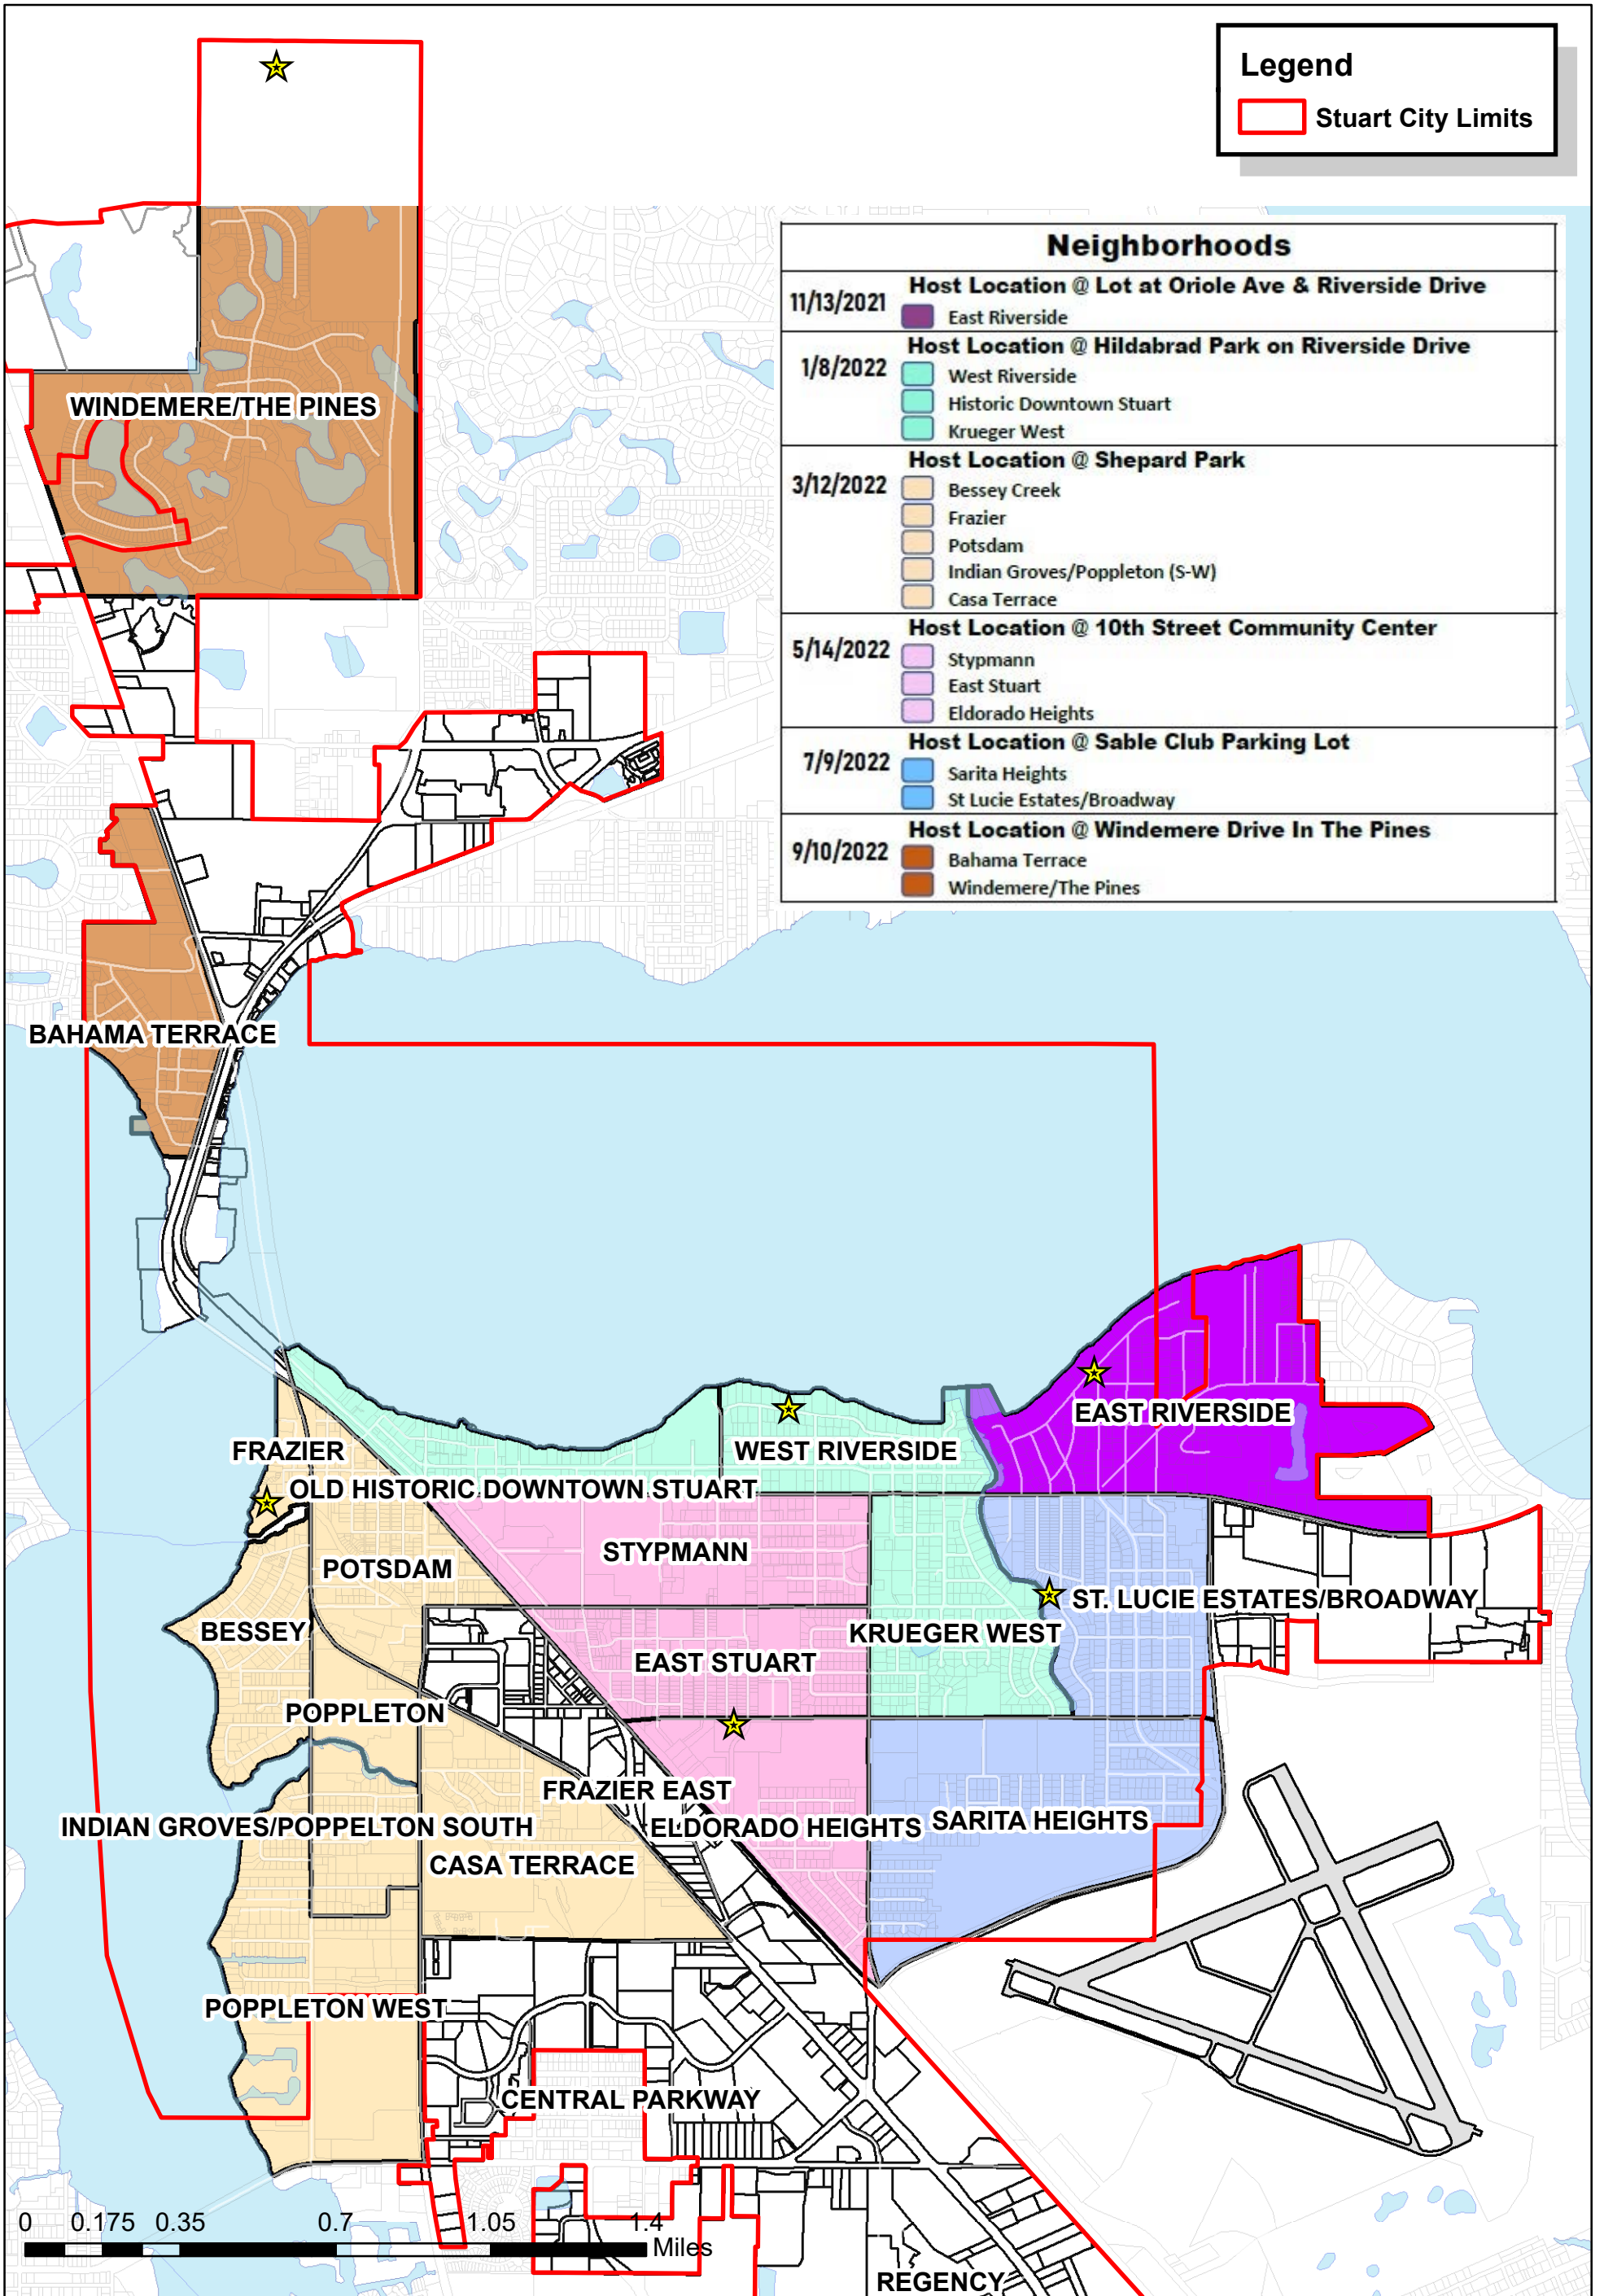 Legend
Stuart City Limits
Neighborhoods
11/13/2021
Host Location @ Lot at Oriole Ave & Riverside Drive
East Riverside
1/8/2022
Host Location @ Hildabrad Park on Riverside Drive
West Riverside
Historic Downtown Stuart
Krueger West
3/12/2022
Host Location @ Shepard Park
Bessey Creek
Frazier
Potsdam
Indian Groves/Poppleton (S-W)
Casa Terrace
5/14/2022
Host Location @ 10th Street Community Center
Stypmann
East Stuart
Eldorado Heights
7/9/2022
Host Location @ Sable Club Parking Lot
Sarita Heights
St Lucie Estates/Broadway
9/10/2022
Host Location @ Windemere Drive In The Pines
Bahama Terrace
Windemere/The Pines
WINDEMERE/THE PINES
BAHAMA TERRACE
EAST RIVERSIDE
FRAZIER
WEST RIVERSIDE
OLD HISTORIC DOWNTOWN STUART
STYPMANN
POTSDAM
ST. LUCIE ESTATES/BROADWAY
BESSEY
KRUEGER WEST
EAST STUART
POPPLETON
FRAZIER EAST
INDIAN GROVES/POPPELTON SOUTH
ELDORADO HEIGHTS
SARITA HEIGHTS
CASA TERRACE
POPPLETON WEST
CENTRAL PARKWAY
0 0.175 0.35 0.7 1.05 1.4
Miles
REGENCY